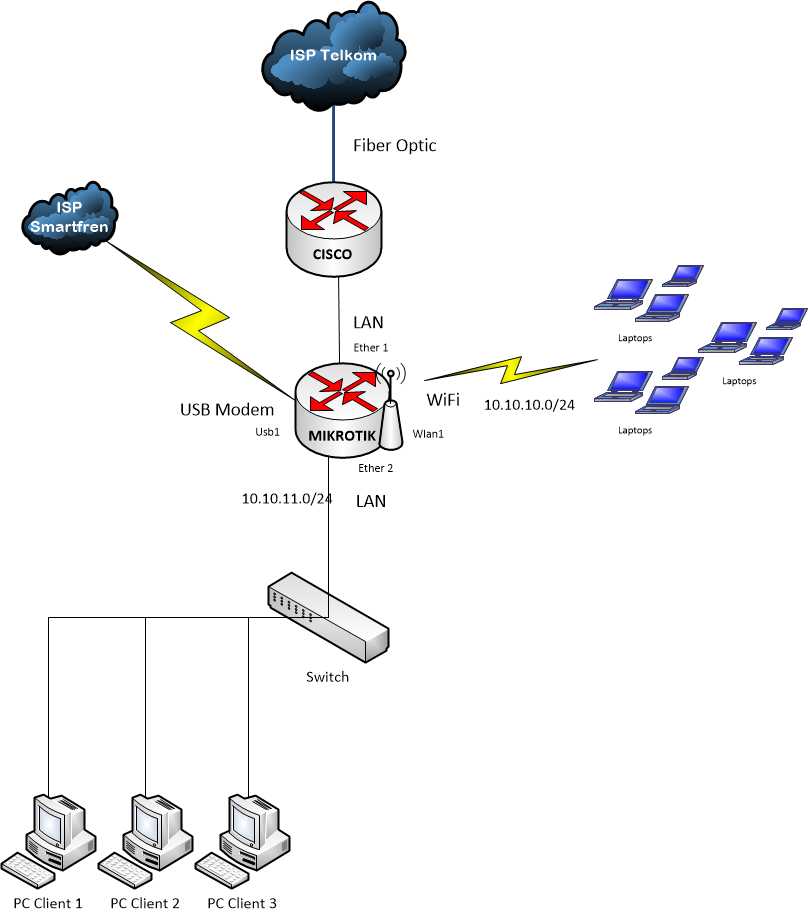 ISP Telkom
Fiber Optic
ISP
Smartfren
CISCO
LAN
Ether 1
Laptops
Laptops
USB Modem
Usb1
MIKROTIK
WiFi
Wlan1
10.10.10.0/24
Laptops
Ether 2
10.10.11.0/24
LAN
Switch
PC Client 1
PC Client 2
PC Client 3